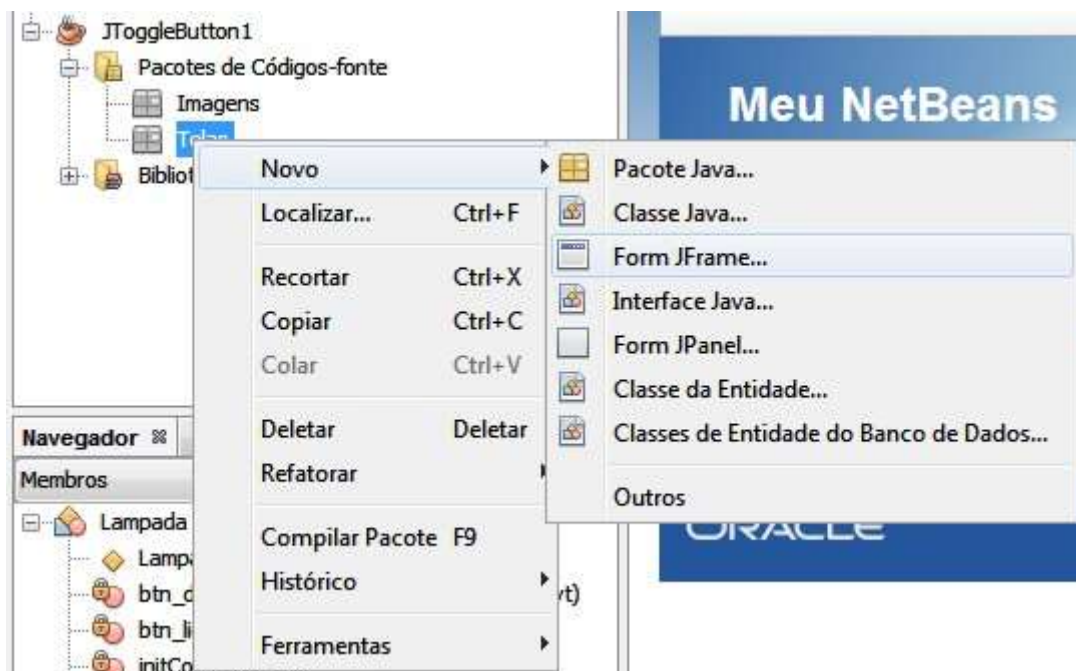 JToggleButton1
Pacotes de Códigos-fonte
Imagens
Meu NetBeans
Novo
Localizar... Ctrl+F
Recortar Ctrl+X
Copiar Ctrl+C
Colar Ctrl+V
Deletar Deletar
Refatorar
Compilar Pacote F9
Histórico
Ferramentas
Pacote Java...
Classe Java...
Form JFrame...
Interface Java...
Form JPanel...
Classe da Entidade...
Classes de Entidade do Banco de Dados...
Outros
ORACLE
Navegador
Membros
Lampada